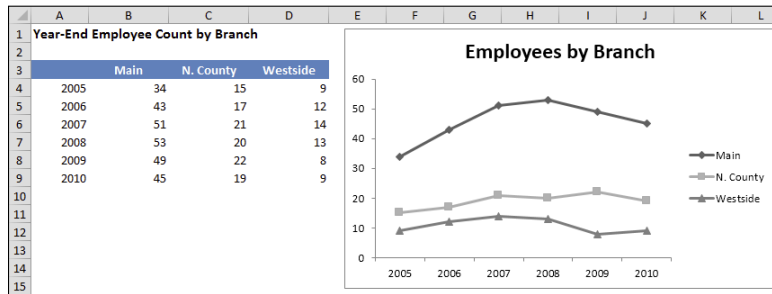 A B C D E F G H I J K L
1 Year-End Employee Count by Branch
2
3 Main N. County Westside
4 2005 34 15 9
5 2006 43 17 12
6 2007 51 21 14
7 2008 53 20 13
8 2009 49 22 8
9 2010 45 19 9
10
11
12
13
14
15
Employees by Branch
60
50
40
30
20
10
0
2005 2006 2007 2008 2009 2010
Main
N. County
Westside